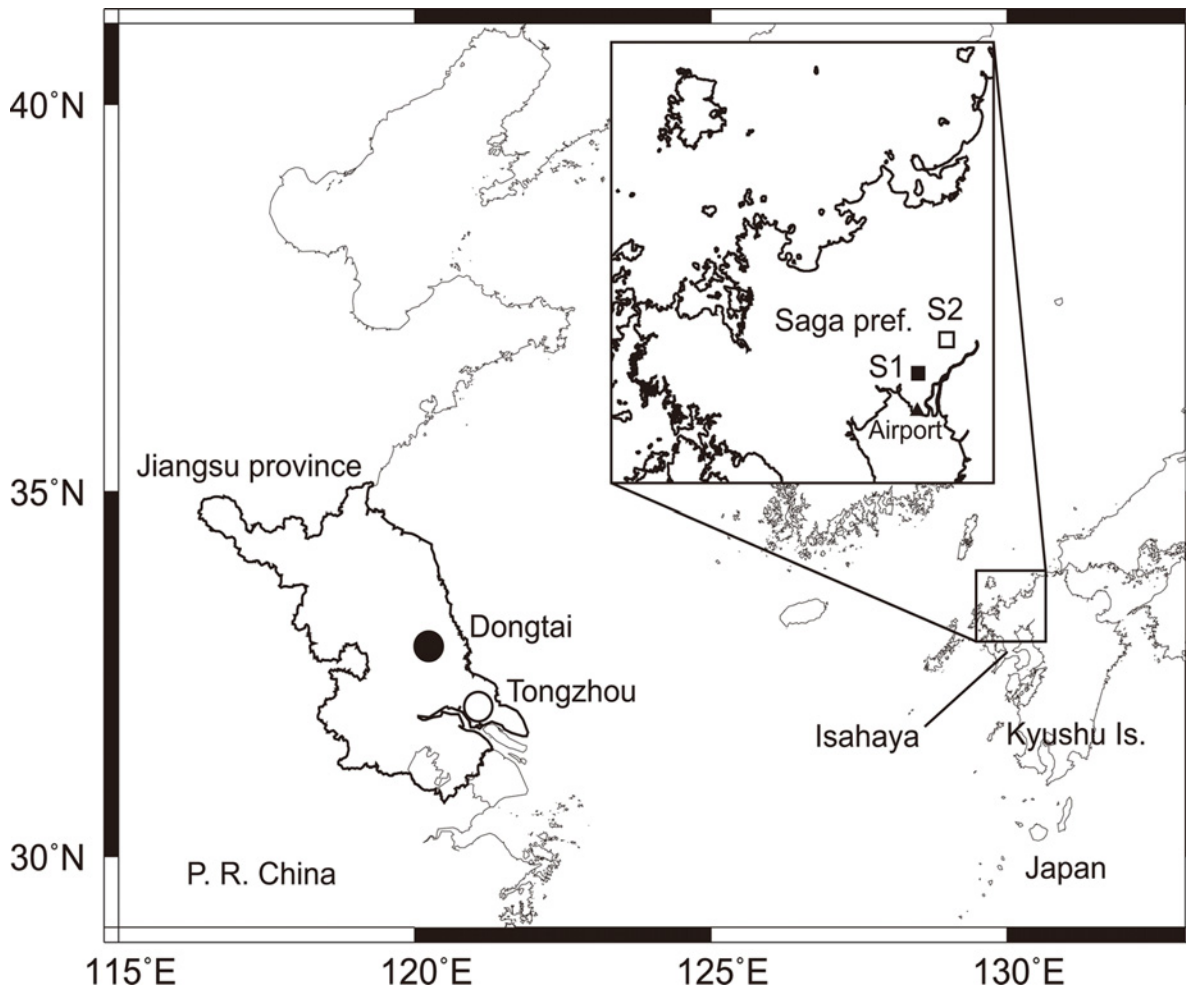 40°N
Saga pref.
S2
S1
Airport
Jiangsu province
35°N
Dongtai
Tongzhou
Isahaya
Kyushu Is.
30°N
P. R. China
Japan
115°E
120°E
125°E
130°E